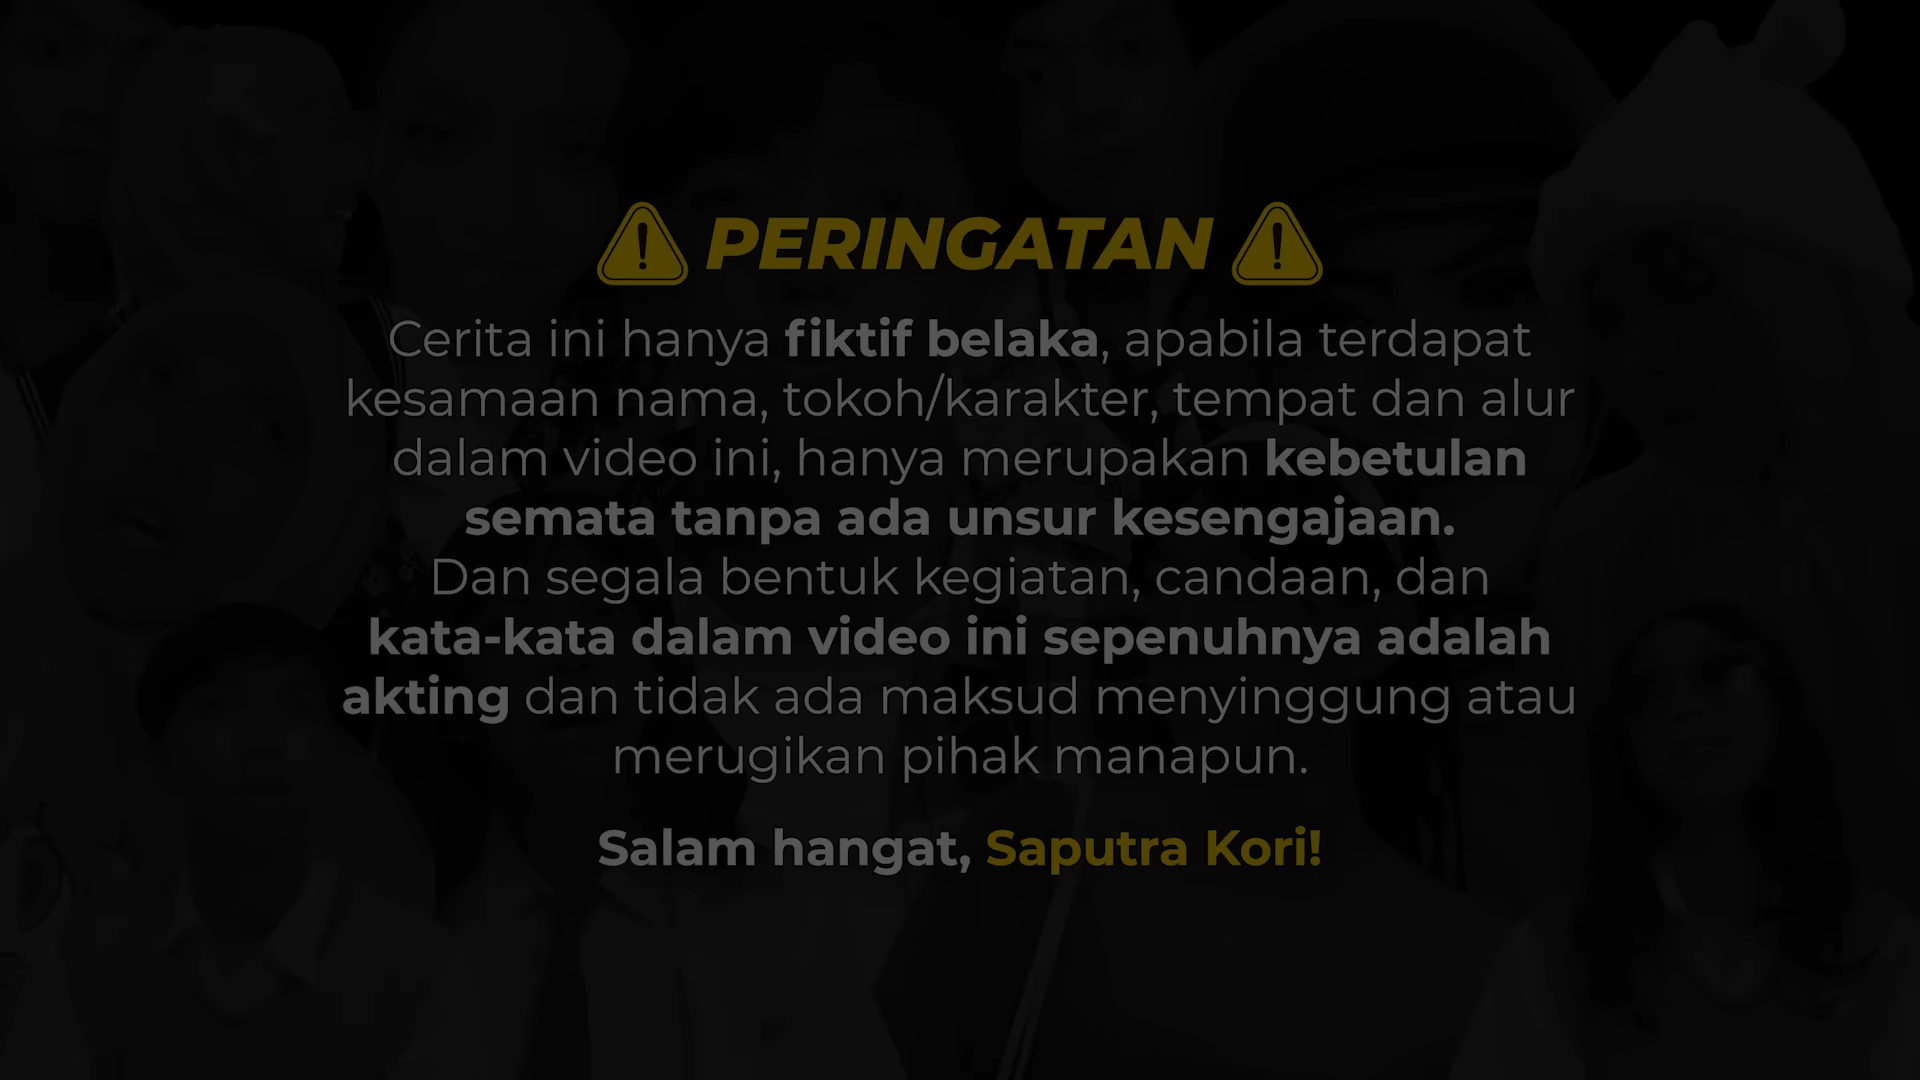 PERINGATAN
Cerita ini hanya fiktif belaka, apabila terdapat
kesamaan nama, tokoh/karakter, tempat dan alur
dalam video ini, hanya merupakan kebetulan
semata tanpa ada unsur kesengajaan.
Dan segala bentuk kegiatan, candaan, dan
kata-kata dalam video ini sepenuhnya adalah
akting dan tidak ada maksud menyinggung atau
merugikan pihak manapun.
Salam hangat, Saputra Kori!